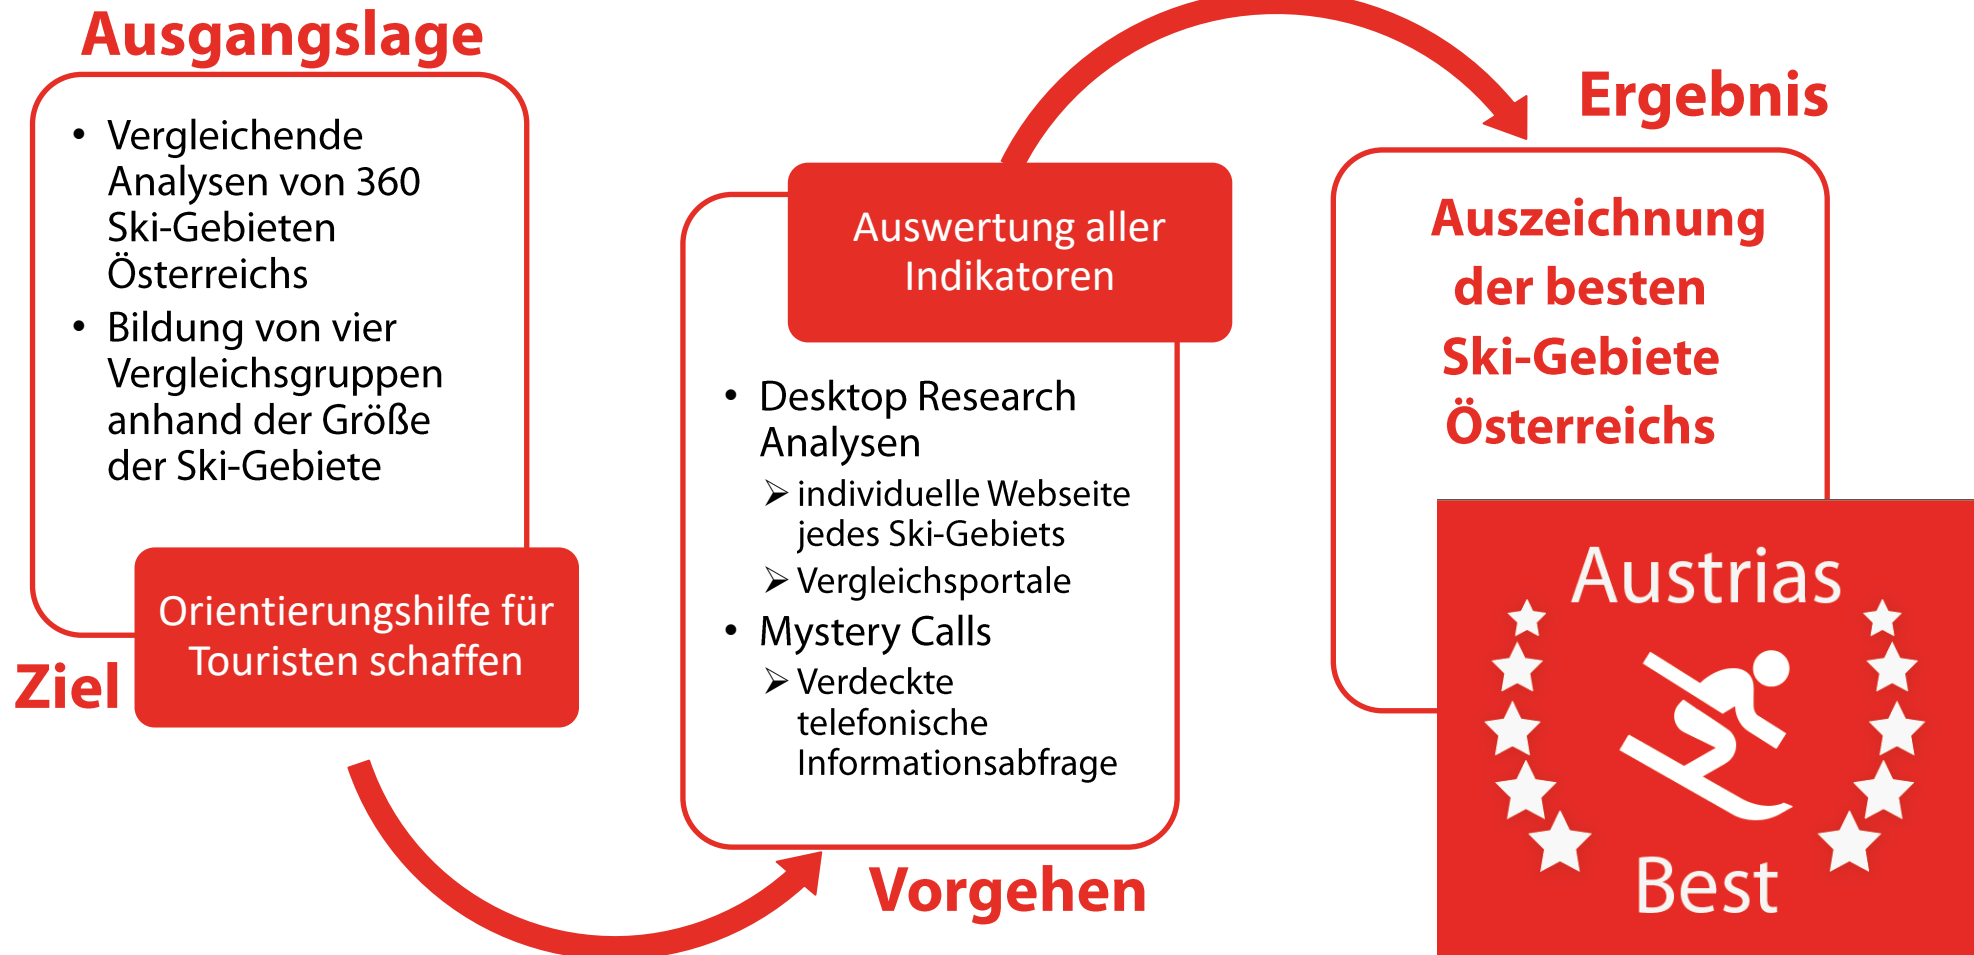 Ausgangslage
• Vergleichende
Analysen von 360
Ski-Gebieten
Österreichs
• Bildung von vier
Vergleichsgruppen
anhand der Größe
der Ski-Gebiete
Ziel
Orientierungshilfe für
Touristen schaffen
Auswertung aller
Indikatoren
• Desktop Research
Analysen
➢ individuelle Webseite
jedes Ski-Gebiets
➢ Vergleichsportale
• Mystery Calls
➢ Verdeckte
telefonische
Informationsabfrage
Vorgehen
Ergebnis
Auszeichnung
der besten
Ski-Gebiete
Österreichs
Austrias
Best